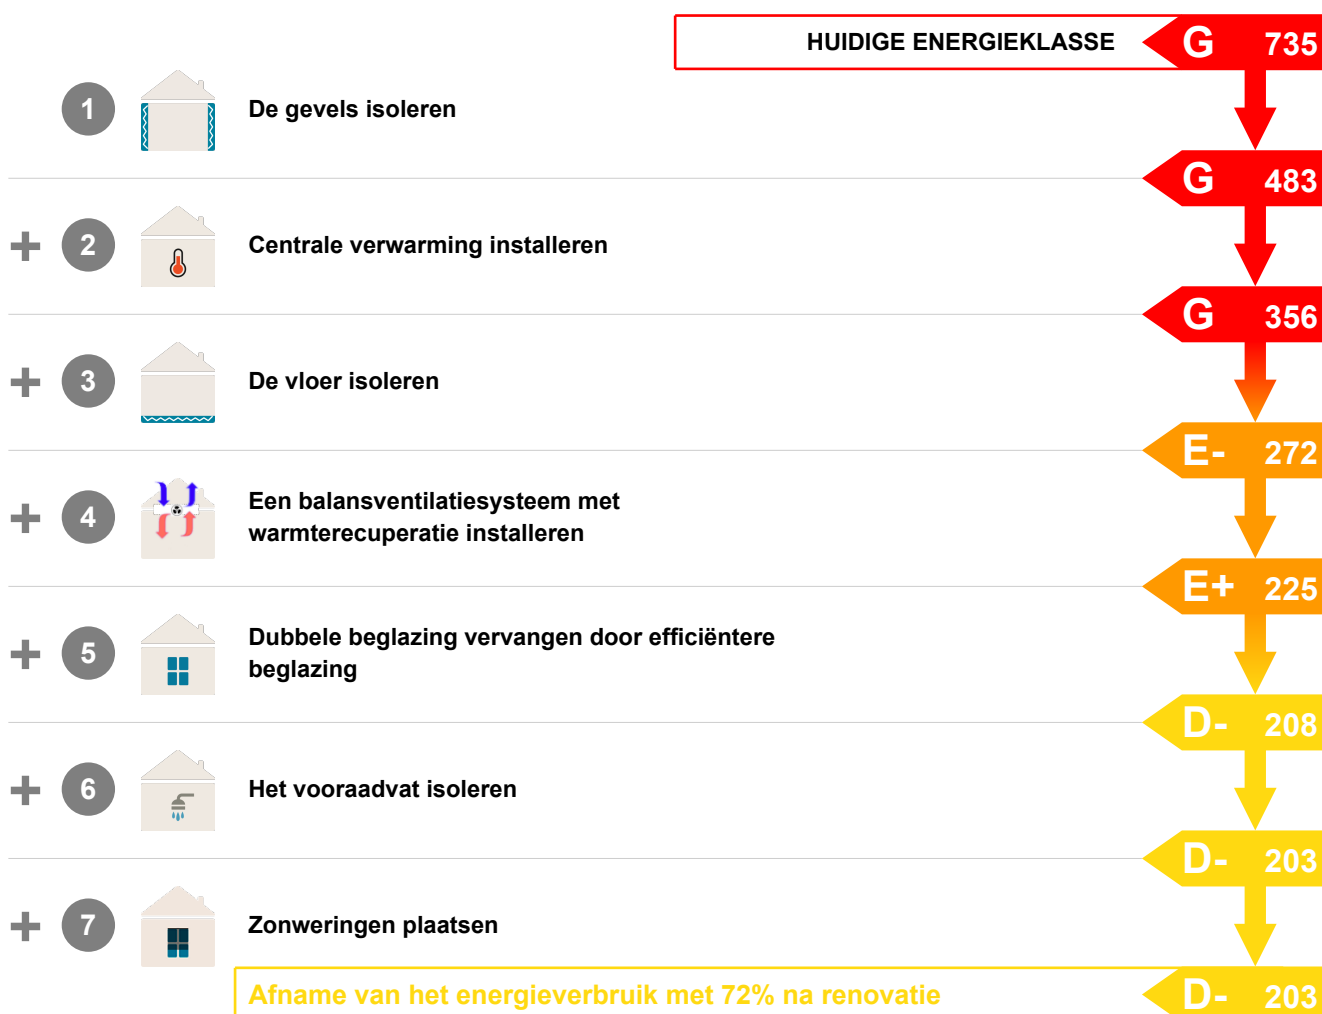 HUIDIGE ENERGIEKLASSE G 735
1 De gevels isoleren
G 483
+ 2 Centrale verwarming installeren
G 356
+ 3 De vloer isoleren
E- 272
+ 4 Een balansventilatiesysteem met
warmterecuperatie installeren
E+ 225
+ 5 Dubbele beglazing vervangen door efficiëntere
beglazing
D- 208
+ 6 Het vooraadvat isoleren
D- 203
+ 7 Zonweringen plaatsen
Afname van het energieverbruik met 72% na renovatie D- 203